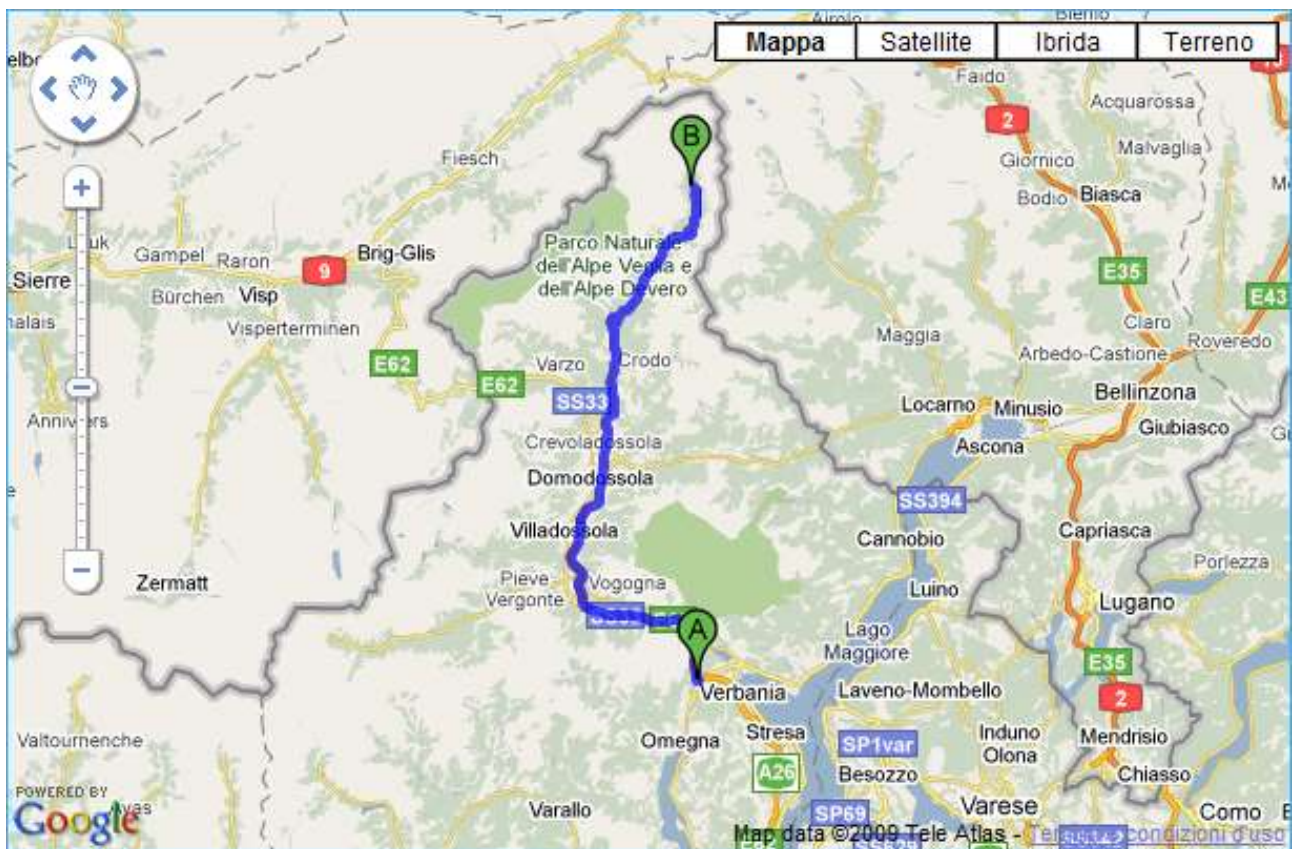 Mappa Satellite Ibrida Terreno
Airolo
Faido
2
Acquarossa
Malvaglia
Giornico
Biasca
Bodio
Fiesch
B
Gampel
Raron
Brig-Glis
9
Sierre
Bürchen
Visp
Visperterminen
Parco Naturale
dell'Alpe Veglia e
dell'Alpe Devero
E35
E43
Claro
Roveredo
Maggia
Arbedo-Castione
E62
E62
Varzo
Crodo
SS33
Bellinzona
Locarno
Minusio
Giubiasco
Ascona
Crevoladossola
Domodossola
SS394
Villadossola
Cannobio
Capriasca
Porlezza
Zermatt
Pieve
Vergonte
Vogogna
Luino
Lugano
A
Lago
Maggiore
E35
Verbania
Laveno-Mombello
2
Valtournenche
Omegna
Stresa
SP1var
Induno
Olona
Mendrisio
A26
Besozzo
Chiasso
POWERED BY
Google
Varallo
SP69
Varese
Como
Map data ©2009 Tele Atlas - Termini e condizioni d'uso